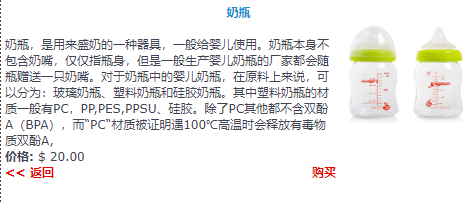 奶瓶
奶瓶，是用来盛奶的一种器具，一般给婴儿使用。奶瓶本身不
包含奶嘴，仅仅指瓶身，但是一般生产婴儿奶瓶的厂家都会随
瓶赠送一只奶嘴。对于奶瓶中的婴儿奶瓶，在原料上来说，可
以分为：玻璃奶瓶、塑料奶瓶和硅胶奶瓶。其中塑料奶瓶的材
质一般有PC，PP,PES,PPSU、硅胶。除了PC其他都不含双酚
A（BPA），而“PC“材质被证明遇100℃高温时会释放有毒物
质双酚A，
价格: $ 20.00
<< 返回 购买